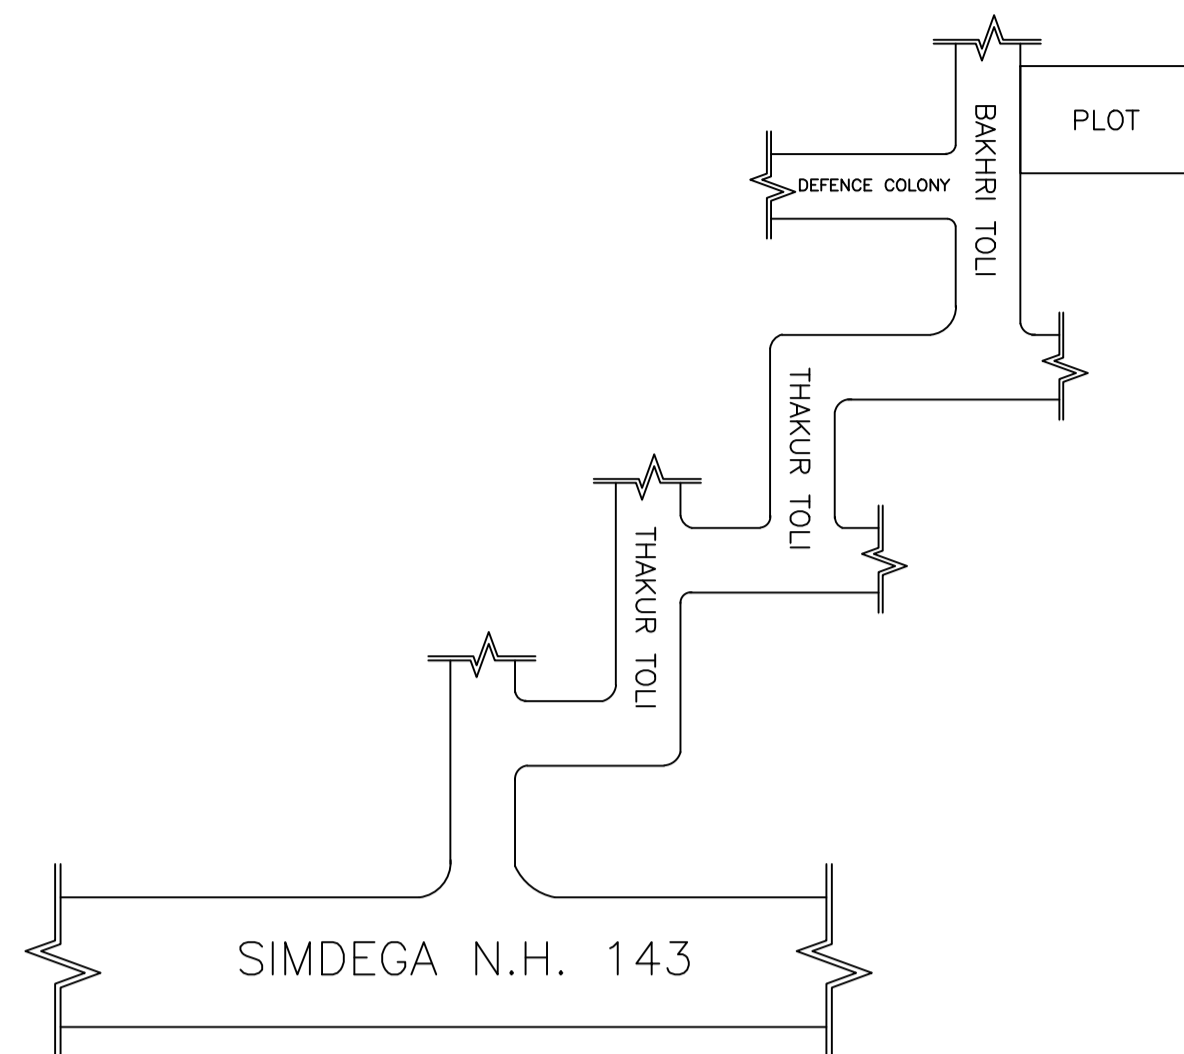 PLOT
BAKHRI TOLI
DEFENCE COLONY
THAKUR TOLI
THAKUR TOLI
SIMDEGA N.H. 143